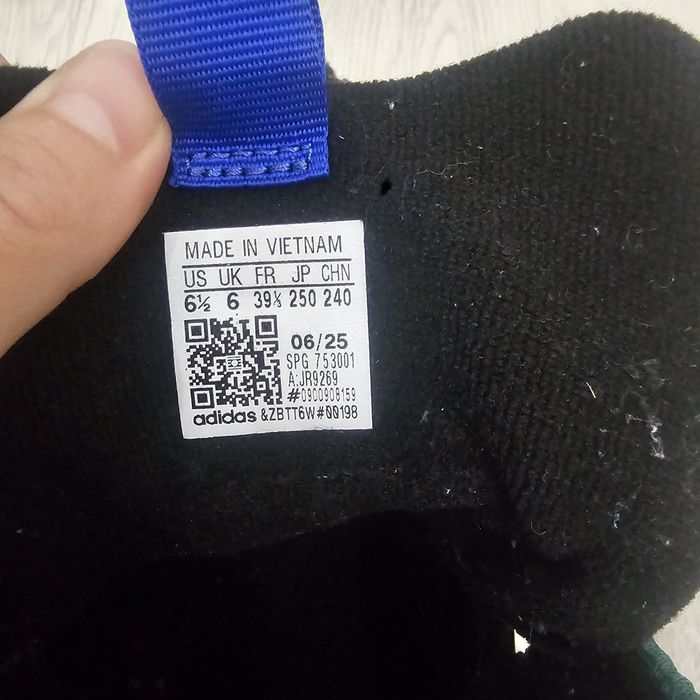 MADE IN VIETNAM
US UK FR JP CHN
6½ 6 39⅓ 250 240
06/25
SPG 753001
A:JR9269
#0900908159
adidas &ZBTT6W#00198